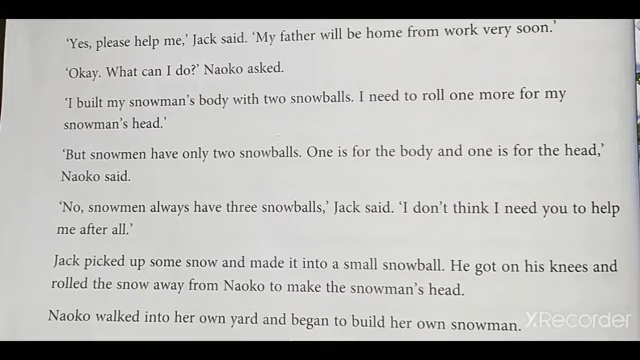 ‘Yes, please help me,’ Jack said. ‘My father will be home from work very soon.’
‘Okay. What can I do?’ Naoko asked.
‘I built my snowman’s body with two snowballs. I need to roll one more for my
snowman’s head.’
‘But snowmen have only two snowballs. One is for the body and one is for the head,’
Naoko said.
‘No, snowmen always have three snowballs,’ Jack said. ‘I don’t think I need you to help
me after all.’
Jack picked up some snow and made it into a small snowball. He got on his knees and
rolled the snow away from Naoko to make the snowman’s head.
Naoko walked into her own yard and began to build her own snowman.
XRecorder